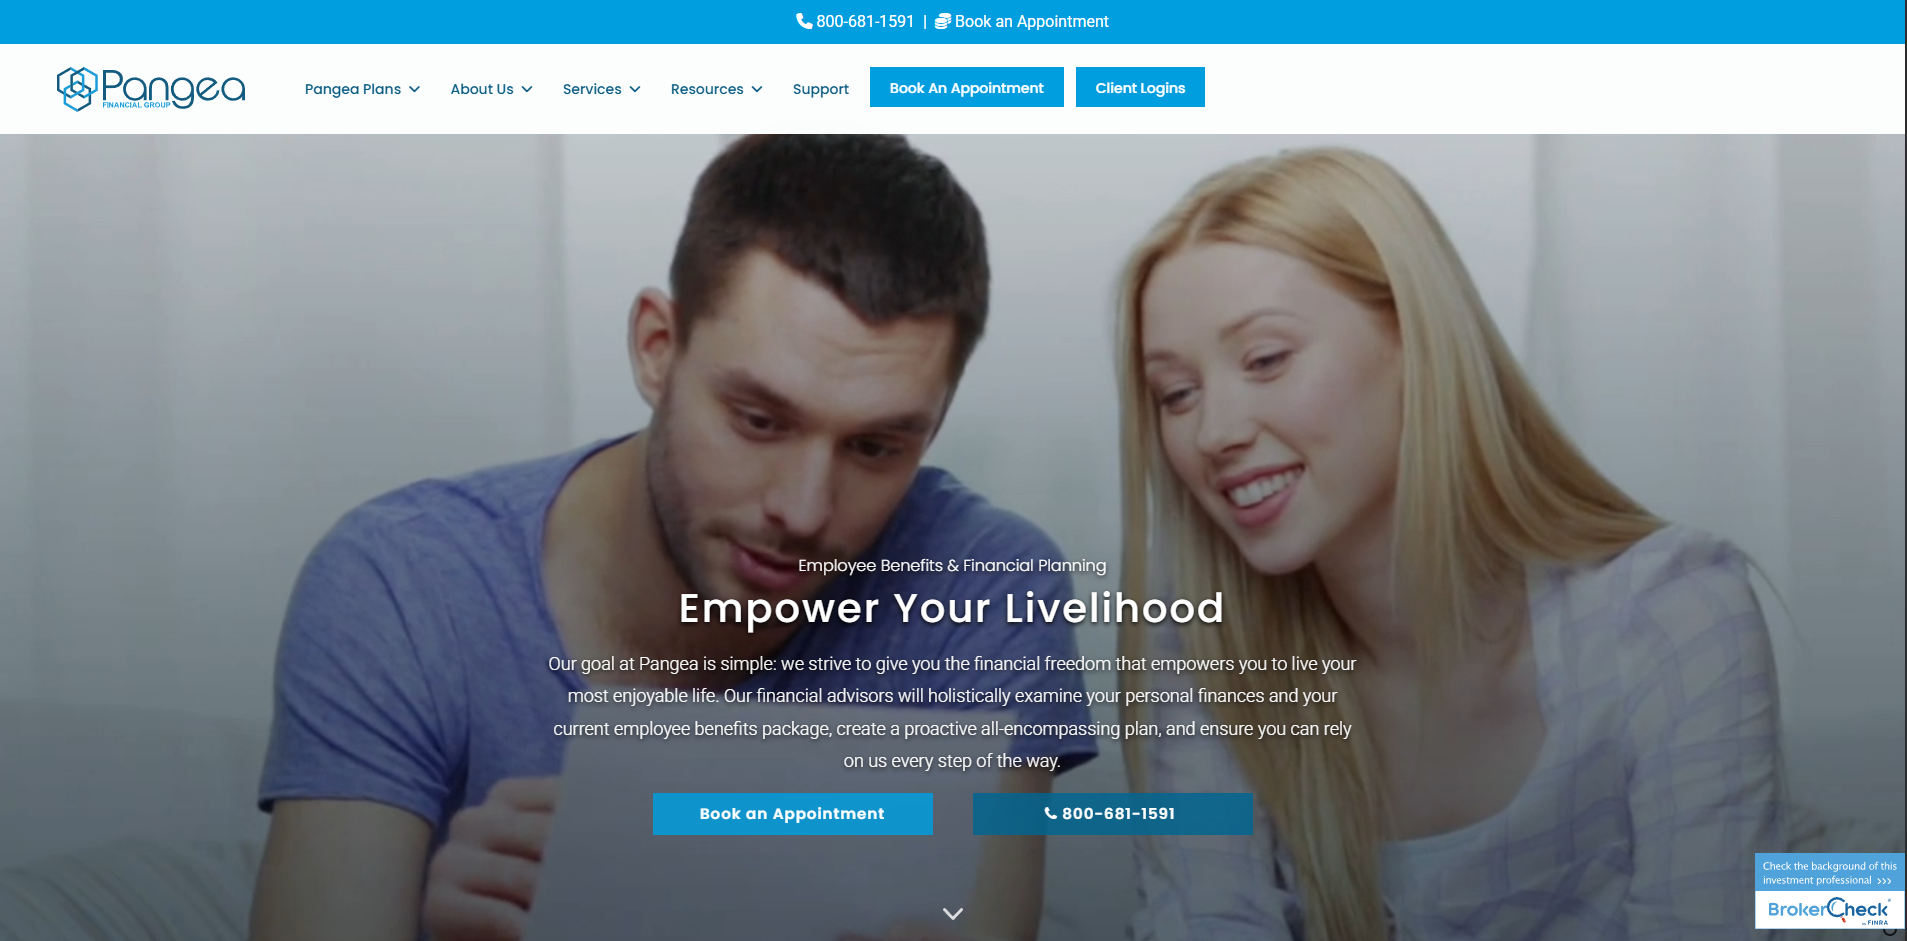 800-681-1591 | Book an Appointment
Pangea
FINANCIAL GROUP
Pangea Plans
About Us
Services
Resources
Support
Book An Appointment
Client Logins
Employee Benefits & Financial Planning
Empower Your Livelihood
Our goal at Pangea is simple: we strive to give you the financial freedom that empowers you to live your
most enjoyable life. Our financial advisors will holistically examine your personal finances and your
current employee benefits package, create a proactive all-encompassing plan, and ensure you can rely
on us every step of the way.
Book an Appointment
800-681-1591
Check the background of this
investment professional >>>
BrokerCheck
by FINRA